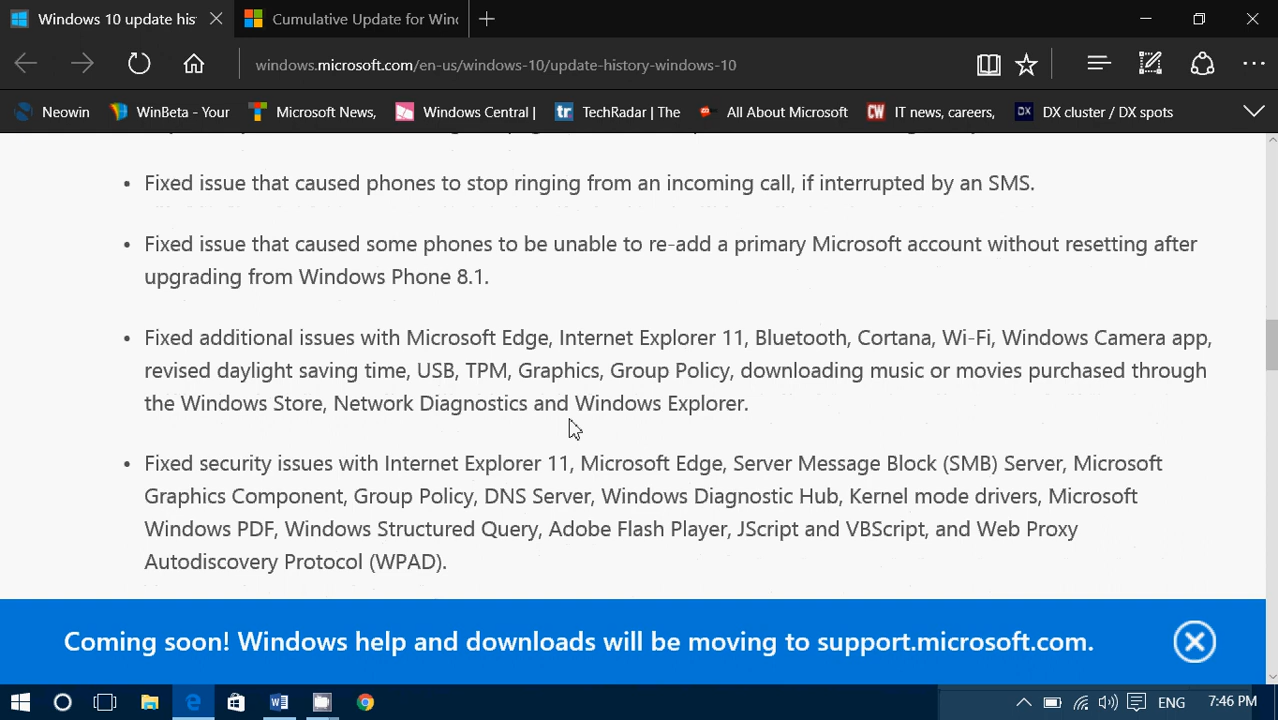 Windows 10 update his
Cumulative Update for Wind
windows.microsoft.com/en-us/windows-10/update-history-windows-10
Neowin
WinBeta - Your
Microsoft News,
Windows Central |
tr
TechRadar | The
All About Microsoft
CW
IT news, careers,
DX
DX cluster / DX spots
• Fixed issue that caused phones to stop ringing from an incoming call, if interrupted by an SMS.
• Fixed issue that caused some phones to be unable to re-add a primary Microsoft account without resetting after
upgrading from Windows Phone 8.1.
• Fixed additional issues with Microsoft Edge, Internet Explorer 11, Bluetooth, Cortana, Wi-Fi, Windows Camera app,
revised daylight saving time, USB, TPM, Graphics, Group Policy, downloading music or movies purchased through
the Windows Store, Network Diagnostics and Windows Explorer.
• Fixed security issues with Internet Explorer 11, Microsoft Edge, Server Message Block (SMB) Server, Microsoft
Graphics Component, Group Policy, DNS Server, Windows Diagnostic Hub, Kernel mode drivers, Microsoft
Windows PDF, Windows Structured Query, Adobe Flash Player, JScript and VBScript, and Web Proxy
Autodiscovery Protocol (WPAD).
Coming soon! Windows help and downloads will be moving to support.microsoft.com.
ENG
7:46 PM